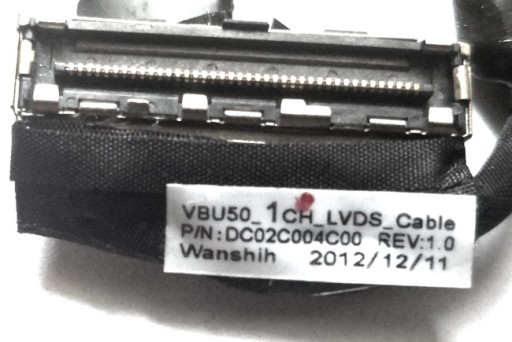 VBU50_1CH_LVDS_Cable
P/N:DC02C004C00 REV:1.0
Wanshih 2012/12/11